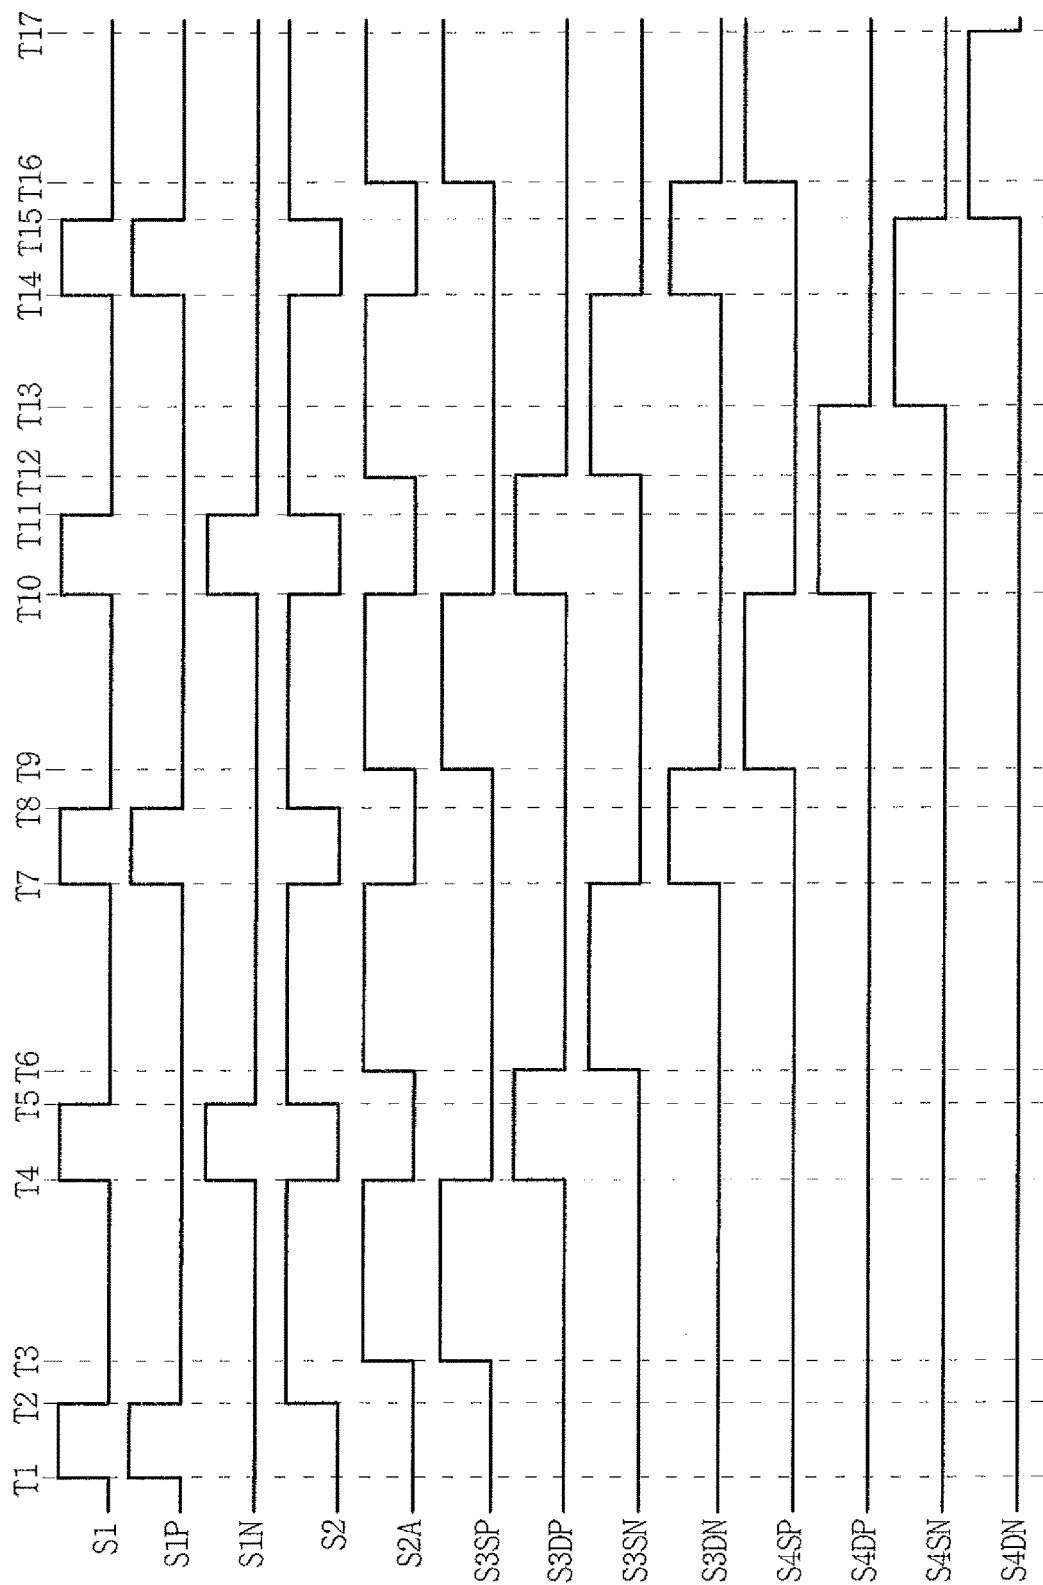 T1 T2 T3 T4 T5 T6 T7 T8 T9 T10 T11 T12 T13 T14 T15 T16 T17
S1
S1P
S1N
S2
S2A
S3SP
S3DP
S3SN
S3DN
S4SP
S4DP
S4SN
S4DN